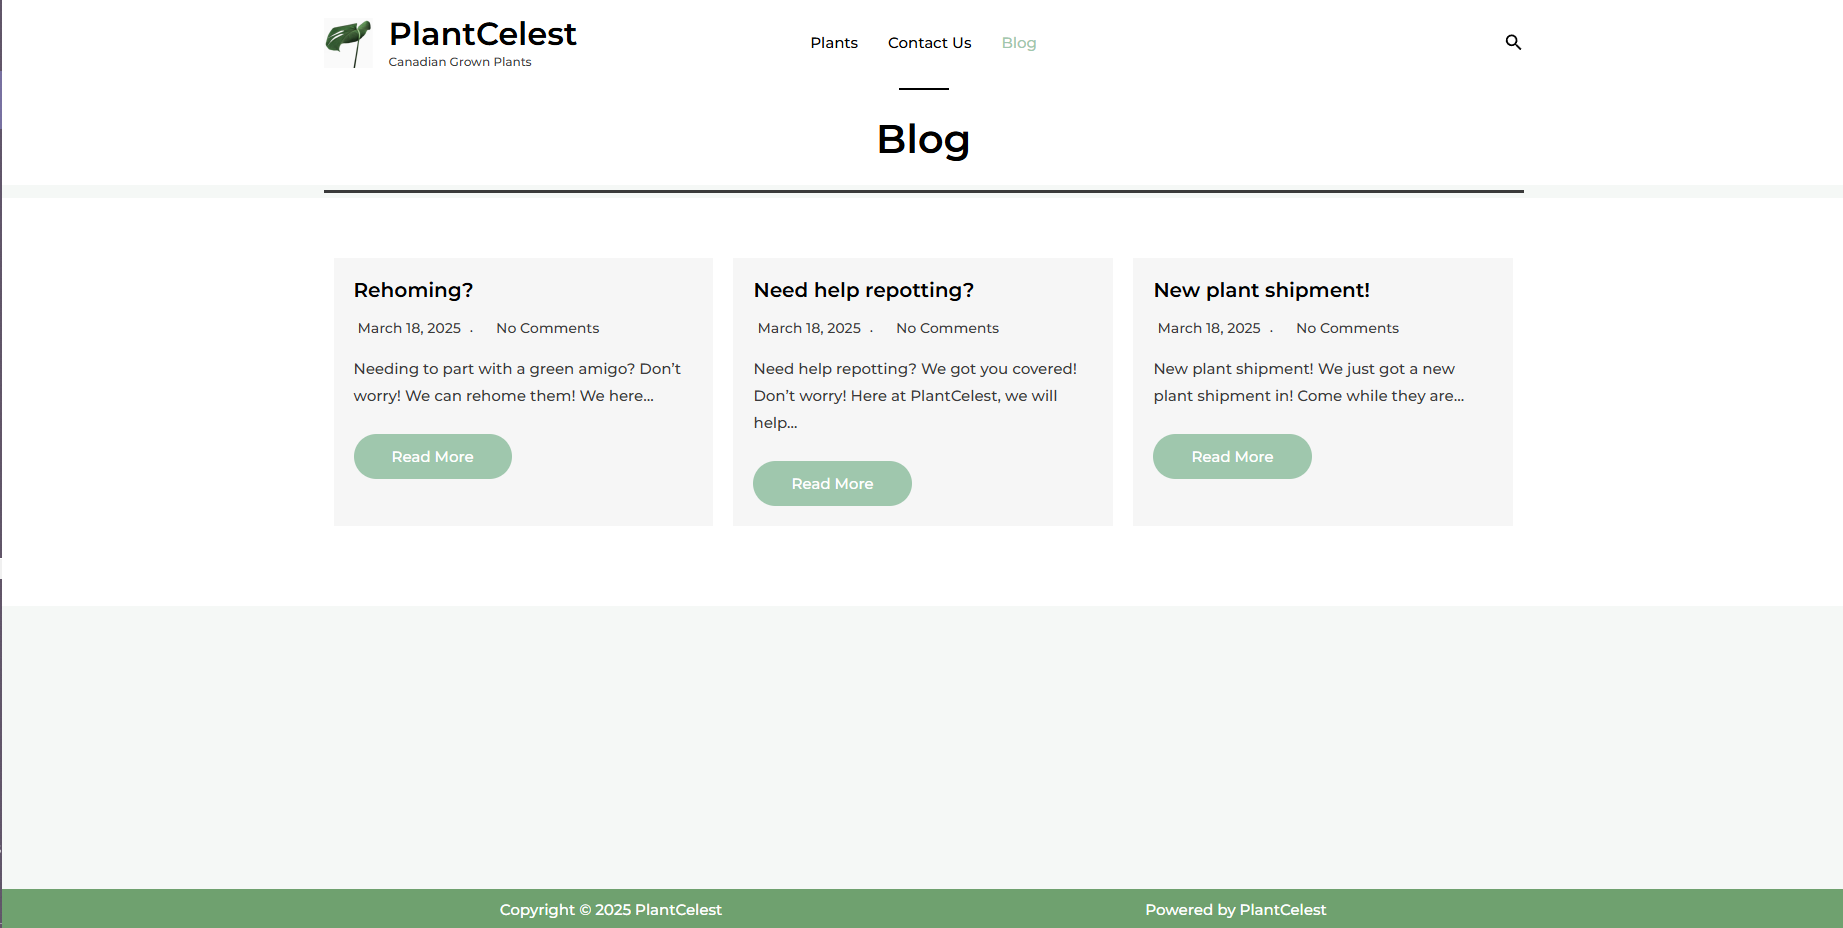 PlantCelest
Canadian Grown Plants
Plants
Contact Us
Blog
Blog
Rehoming?
March 18, 2025 . No Comments
Needing to part with a green amigo? Don’t
worry! We can rehome them! We here…
Read More
Need help repotting?
March 18, 2025 . No Comments
Need help repotting? We got you covered!
Don’t worry! Here at PlantCelest, we will
help…
Read More
New plant shipment!
March 18, 2025 . No Comments
New plant shipment! We just got a new
plant shipment in! Come while they are…
Read More
Copyright © 2025 PlantCelest
Powered by PlantCelest